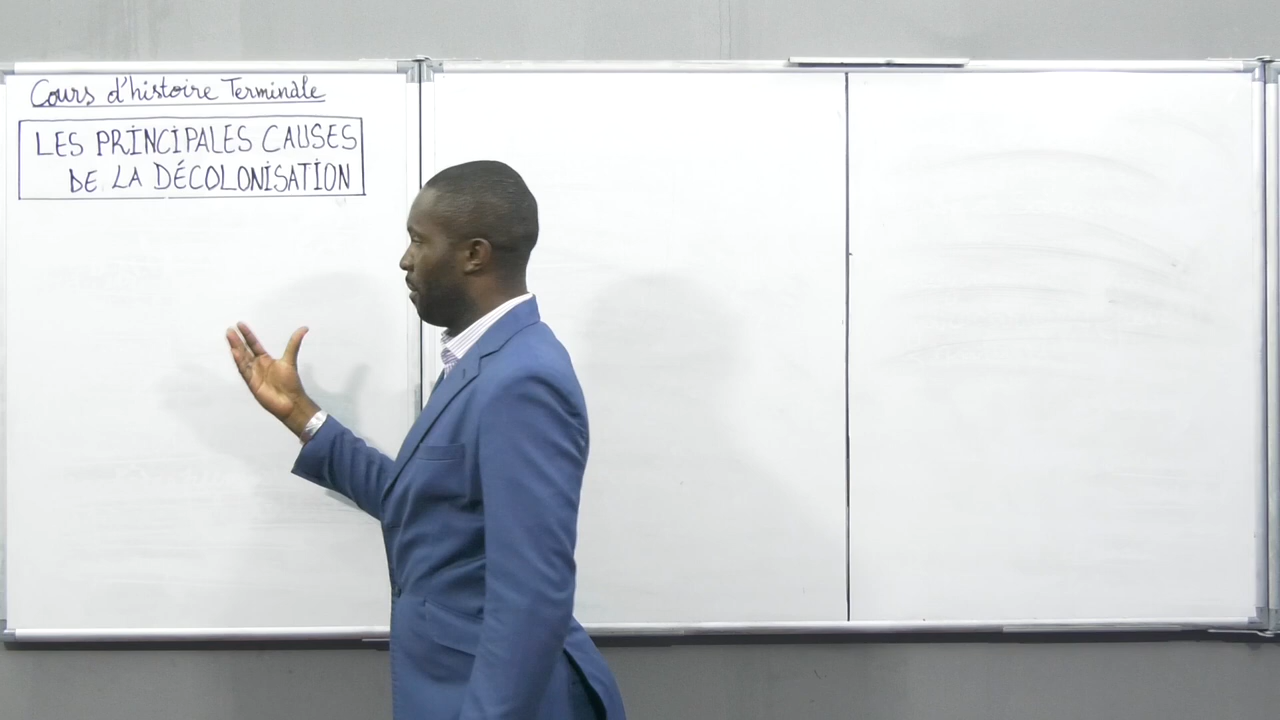 Cours d'histoire Terminale
LES PRINCIPALES CAUSES
DE LA DÉCOLONISATION